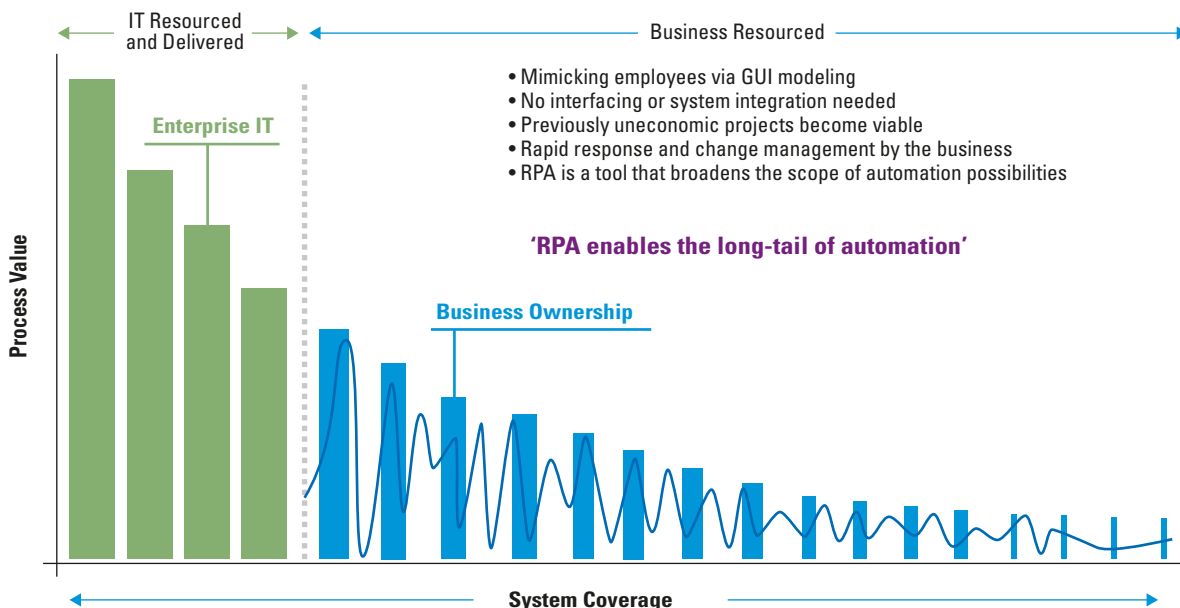 IT Resourced
and Delivered
Business Resourced
• Mimicking employees via GUI modeling
• No interfacing or system integration needed
• Previously uneconomic projects become viable
• Rapid response and change management by the business
• RPA is a tool that broadens the scope of automation possibilities
Enterprise IT
‘RPA enables the long-tail of automation’
Business Ownership
Process Value
System Coverage